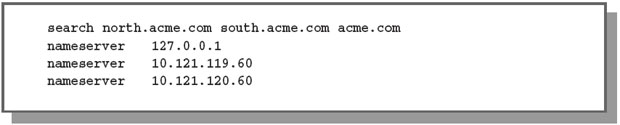 search north.acme.com south.acme.com acme.com
nameserver 127.0.0.1
nameserver 10.121.119.60
nameserver 10.121.120.60